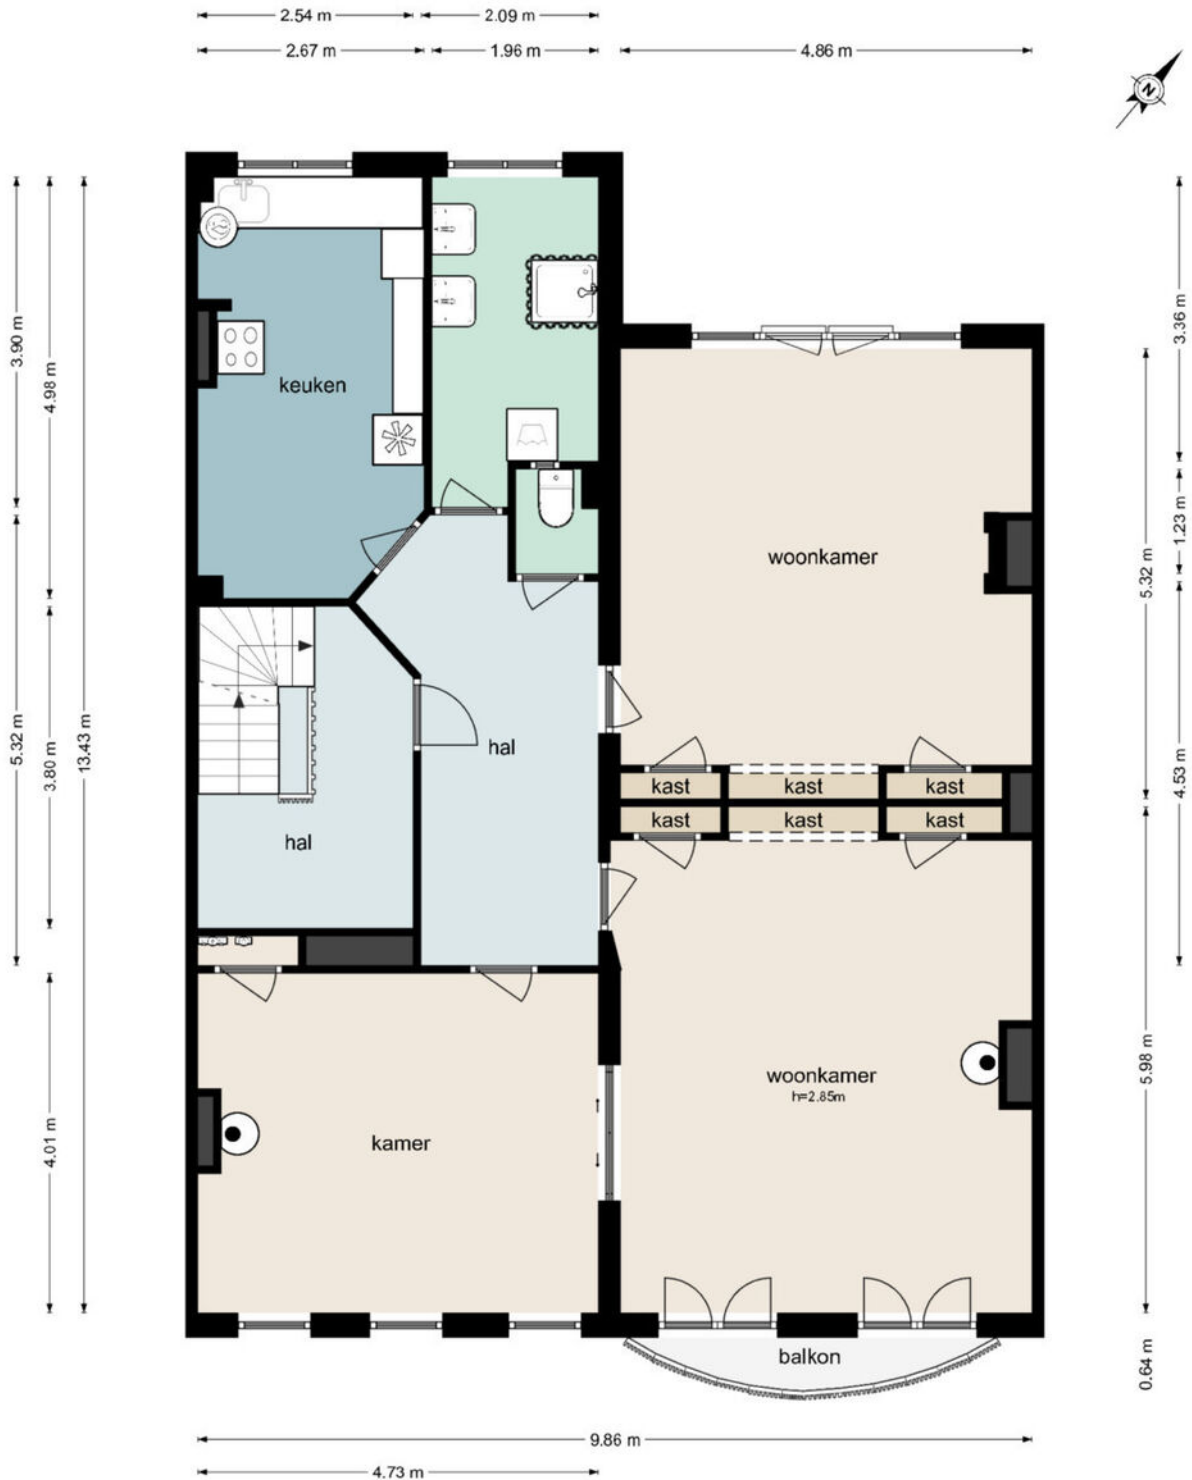 2.54 m 2.09 m
2.67 m 1.96 m 4.86 m
N
3.90 m
4.98 m
5.32 m
3.80 m
13.43 m
4.01 m
keuken
woonkamer
hal
hal
kast kast kast
kast kast kast
woonkamer
h=2.85m
kamer
balkon
3.36 m
1.23 m
5.32 m
4.53 m
5.98 m
0.64 m
9.86 m
4.73 m